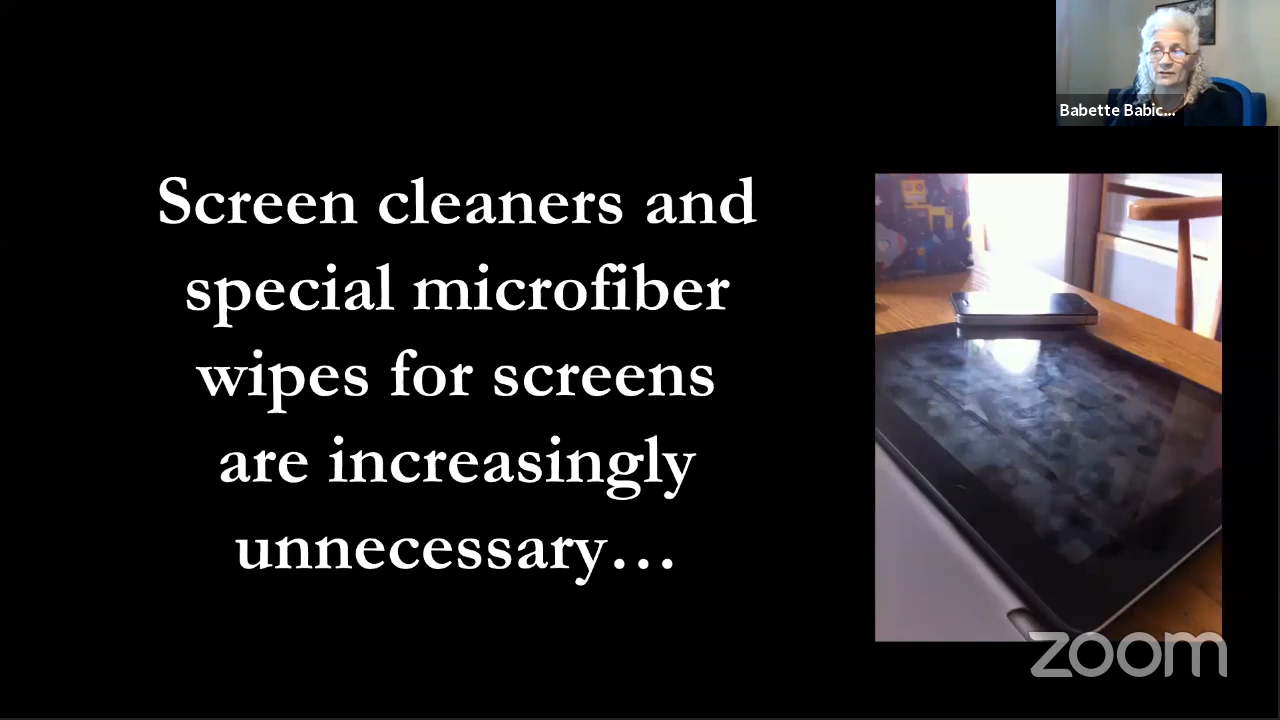 Babette Babic...
Screen cleaners and
special microfiber
wipes for screens
are increasingly
unnecessary…
zoom